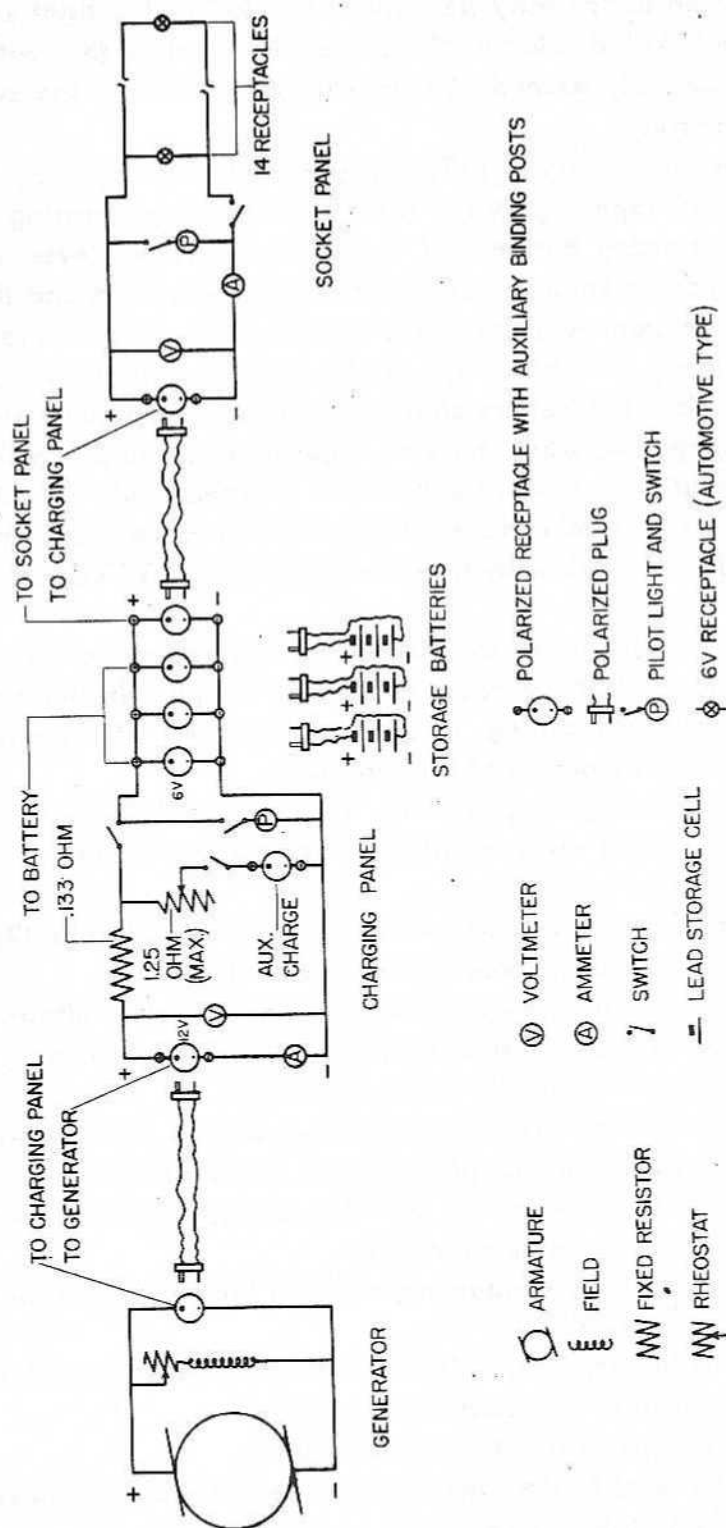 TO CHARGING PANEL
TO GENERATOR
TO BATTERY
.133 OHM
TO SOCKET PANEL
TO CHARGING PANEL
+
-
GENERATOR
+
12V
V
A
-
1.25
OHM
(MAX.)
AUX.
CHARGE
P
CHARGING PANEL
6V
+
-
+
-
+
-
+
-
STORAGE BATTERIES
+
-
V
A
P
14 RECEPTACLES
SOCKET PANEL
ARMATURE
FIELD
FIXED RESISTOR
RHEOSTAT
V VOLTMETER
A AMMETER
SWITCH
LEAD STORAGE CELL
POLARIZED RECEPTACLE WITH AUXILIARY BINDING POSTS
POLARIZED PLUG
P PILOT LIGHT AND SWITCH
6V RECEPTACLE (AUTOMOTIVE TYPE)